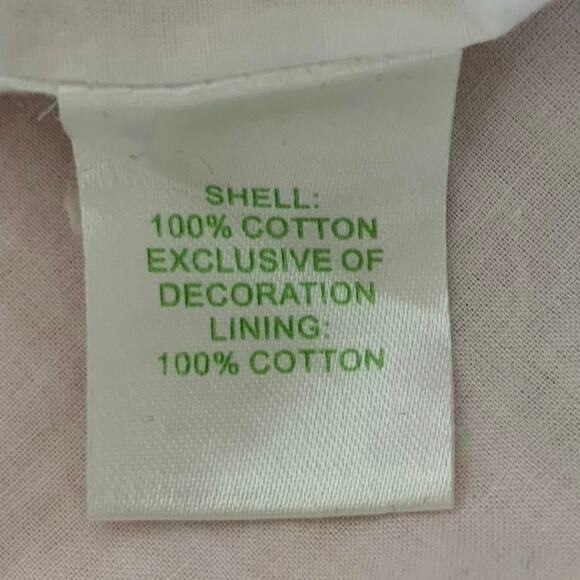 SHELL:
100% COTTON
EXCLUSIVE OF
DECORATION
LINING:
100% COTTON